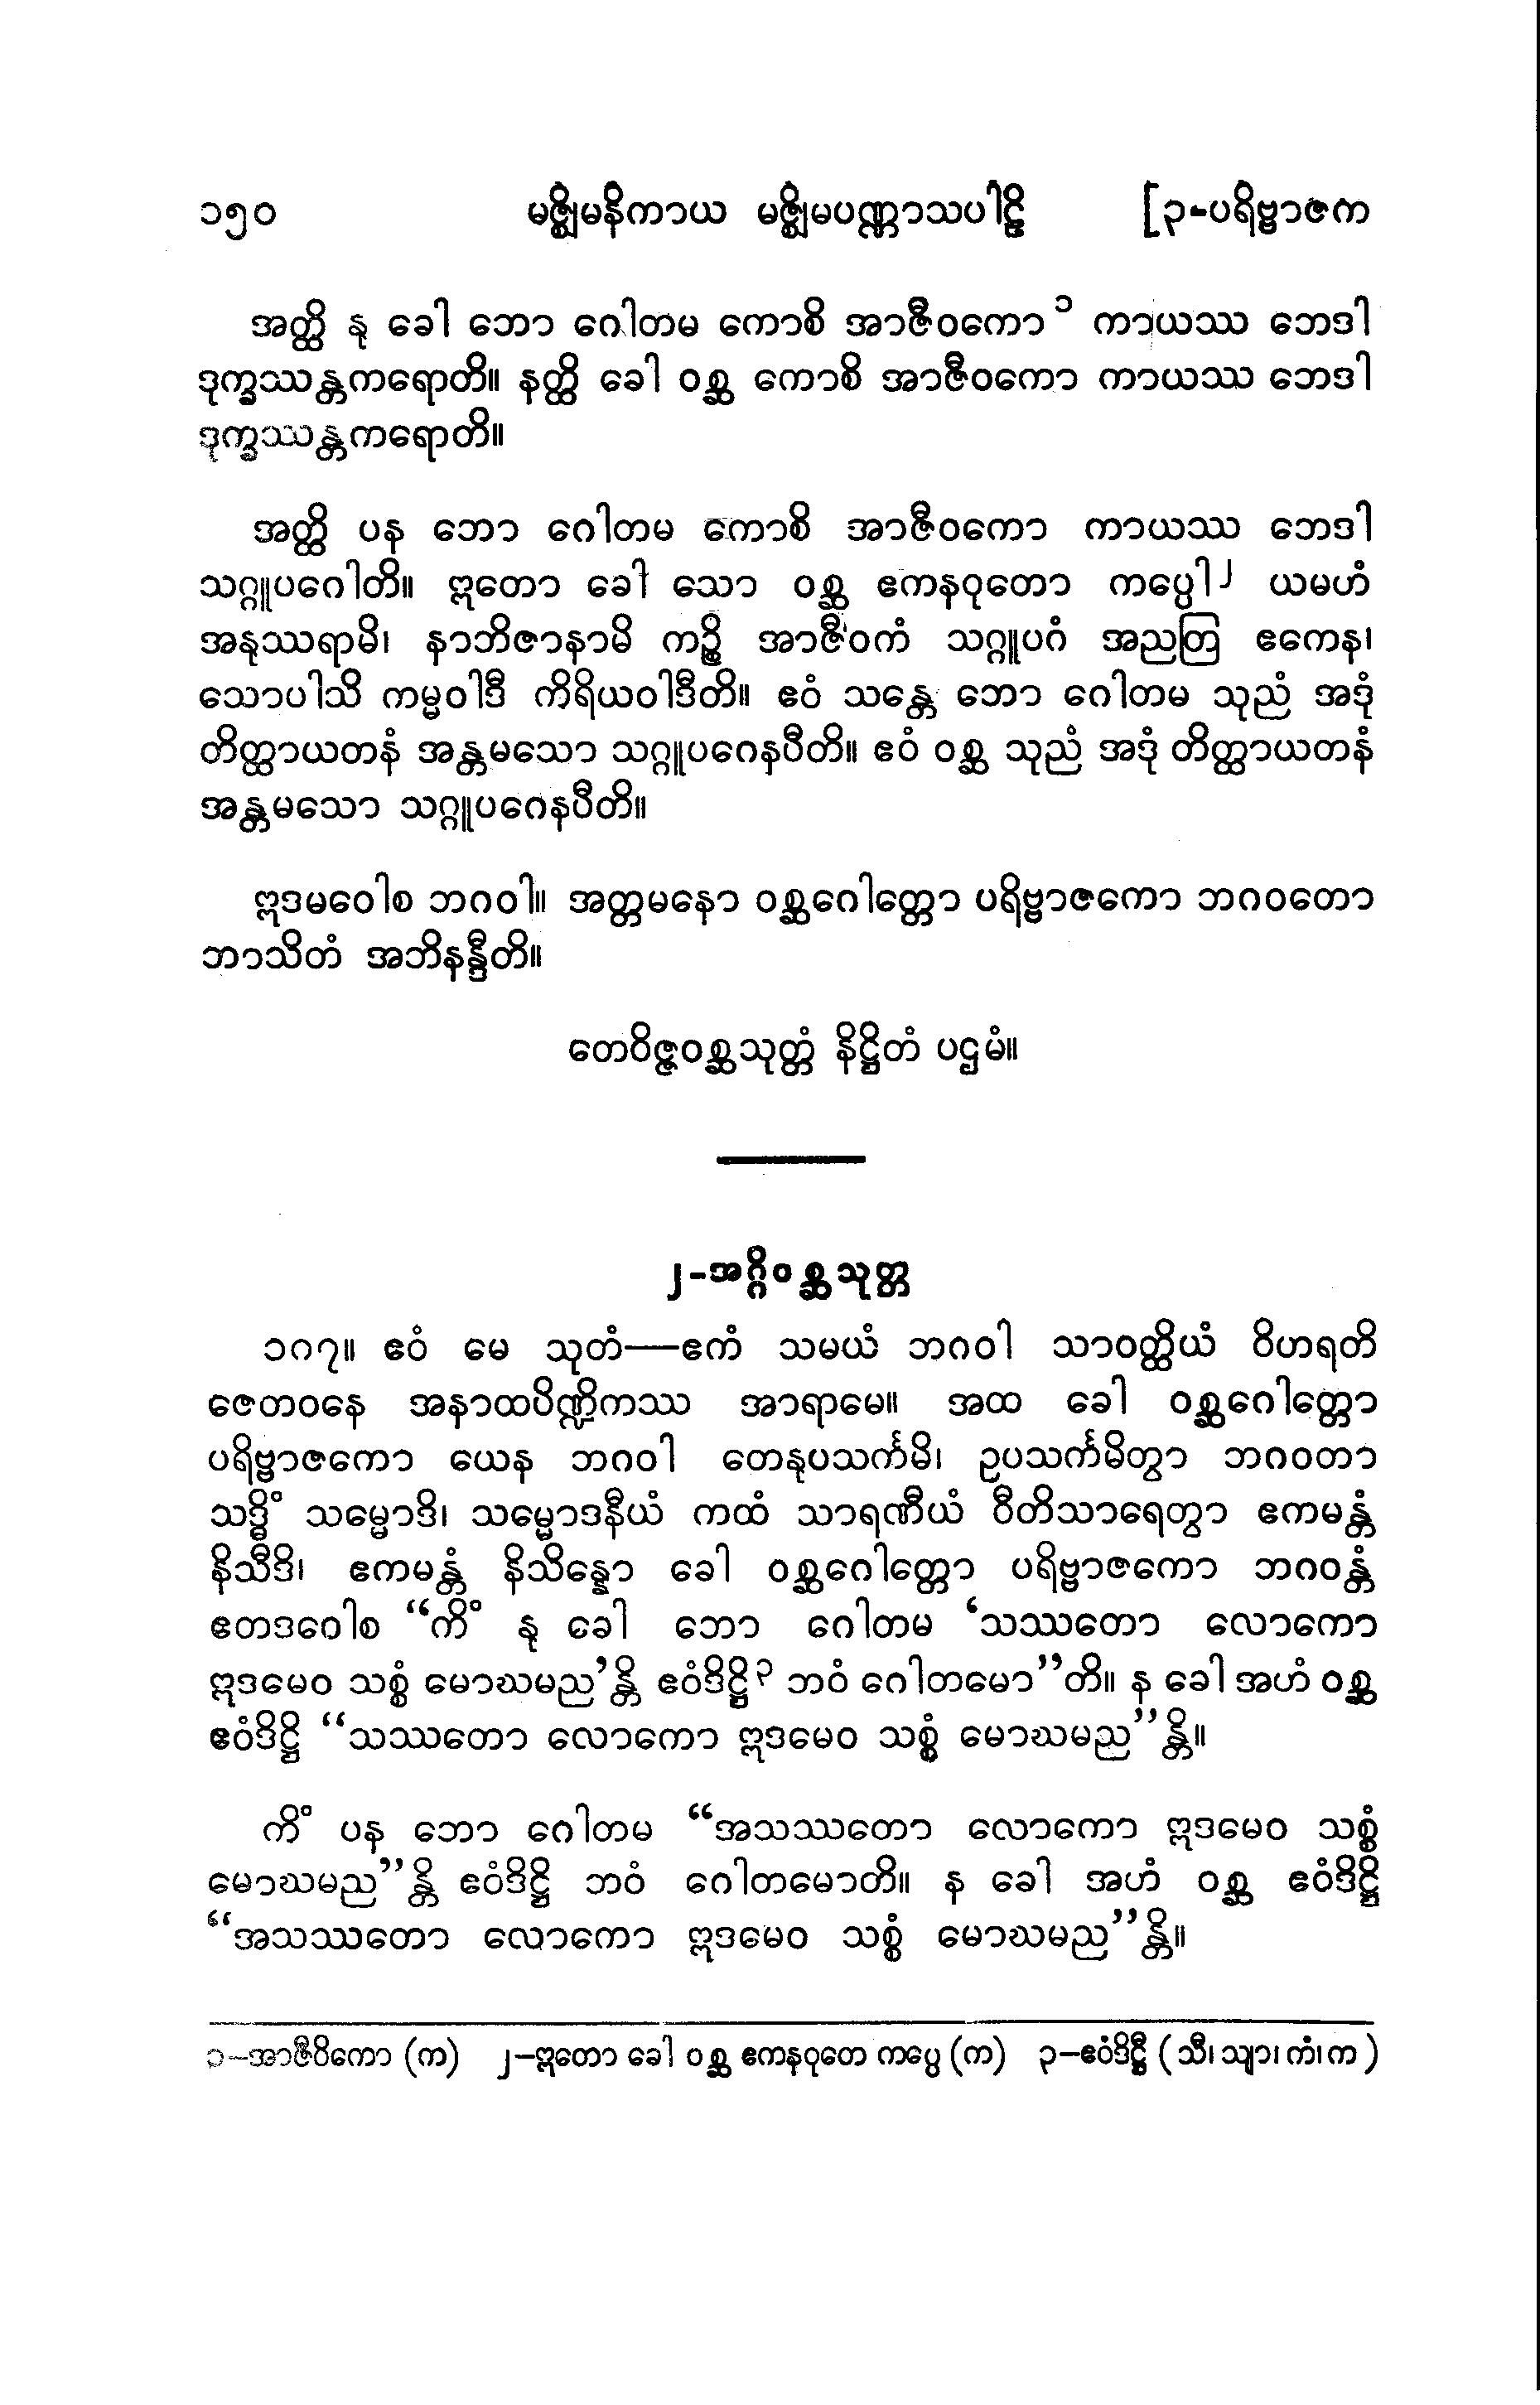 ၁၅၀ မဇ္ဈိမနိကာယ မဇ္ဈိမပဏ္ဏာသပါဠိ [၃-ပရိဗ္ဗာဇက
အတ္ထိ နု ခေါ ဘော ဂေါတမ ကောစိ အာဇီဝကော၁ ကာယဿ ဘေဒါ
ဒုက္ခဿန္တကရောတိ။ နတ္ထိ ခေါ ဝစ္ဆ ကောစိ အာဇီဝကော ကာယဿ ဘေဒါ
ဒုက္ခဿန္တကရောတိ။
အတ္ထိ ပန ဘော ဂေါတမ ကောစိ အာဇီဝကော ကာယဿ ဘေဒါ
သဂ္ဂူပဂေါတိ။ ဣတော ခေါ သော ဝစ္ဆ ဧကနဝုတော ကပ္ပေါ၂ ယမဟံ
အနုဿရာမိ၊ နာဘိဇာနာမိ ကဉ္စိ အာဇီဝကံ သဂ္ဂူပဂံ အညတြ ဧကေန၊
သောပါသိ ကမ္မဝါဒီ ကိရိယဝါဒီတိ။ ဧဝံ သန္တေ ဘော ဂေါတမ သုညံ အဒုံ
တိတ္ထာယတနံ အန္တမသော သဂ္ဂူပဂေနပီတိ။ ဧဝံ ဝစ္ဆ သုညံ အဒုံ တိတ္ထာယတနံ
အန္တမသော သဂ္ဂူပဂေနပီတိ။
ဣဒမဝေါစ ဘဂဝါ။ အတ္တမနော ဝစ္ဆဂေါတ္တော ပရိဗ္ဗာဇကော ဘဂဝတော
ဘာသိတံ အဘိနန္ဒီတိ။
တေဝိဇ္ဇဝစ္ဆသုတ္တံ နိဋ္ဌိတံ ပဌမံ။
၂-အဂ္ဂိဝစ္ဆသုတ္တ
၁၈၇။ ဧဝံ မေ သုတံ—ဧကံ သမယံ ဘဂဝါ သာဝတ္ထိယံ ဝိဟရတိ
ဇေတဝနေ အနာထပိဏ္ဍိကဿ အာရာမေ။ အထ ခေါ ဝစ္ဆဂေါတ္တော
ပရိဗ္ဗာဇကော ယေန ဘဂဝါ တေနုပသင်္ကမိ၊ ဥပသင်္ကမိတွာ ဘဂဝတာ
သဒ္ဓိံ သမ္မောဒိ၊ သမ္မောဒနီယံ ကထံ သာရဏီယံ ဝီတိသာရေတွာ ဧကမန္တံ
နိသီဒိ၊ ဧကမန္တံ နိသိန္နော ခေါ ဝစ္ဆဂေါတ္တော ပရိဗ္ဗာဇကော ဘဂဝန္တံ
ဧတဒဝေါစ “ကိံ နု ခေါ ဘော ဂေါတမ ‘သဿတော လောကော
ဣဒမေဝ သစ္စံ မောဃမည’န္တိ ဧဝံဒိဋ္ဌိ၃ ဘဝံ ဂေါတမော”တိ။ န ခေါ အဟံ ဝစ္ဆ
ဧဝံဒိဋ္ဌိ “သဿတော လောကော ဣဒမေဝ သစ္စံ မောဃမည”န္တိ။
ကိံ ပန ဘော ဂေါတမ “အသဿတော လောကော ဣဒမေဝ သစ္စံ
မောဃမည”န္တိ ဧဝံဒိဋ္ဌိ ဘဝံ ဂေါတမောတိ။ န ခေါ အဟံ ဝစ္ဆ ဧဝံဒိဋ္ဌိ
“အသဿတော လောကော ဣဒမေဝ သစ္စံ မောဃမည”န္တိ။
၁–အာဇီဝိကော (က) ၂–ဣတော ခေါ ဝစ္ဆ ဧကနဝုတေ ကပ္ပေ (က) ၃–ဧဝံဒိဋ္ဌီ (သီ၊ သျာ၊ ကံ၊ က)